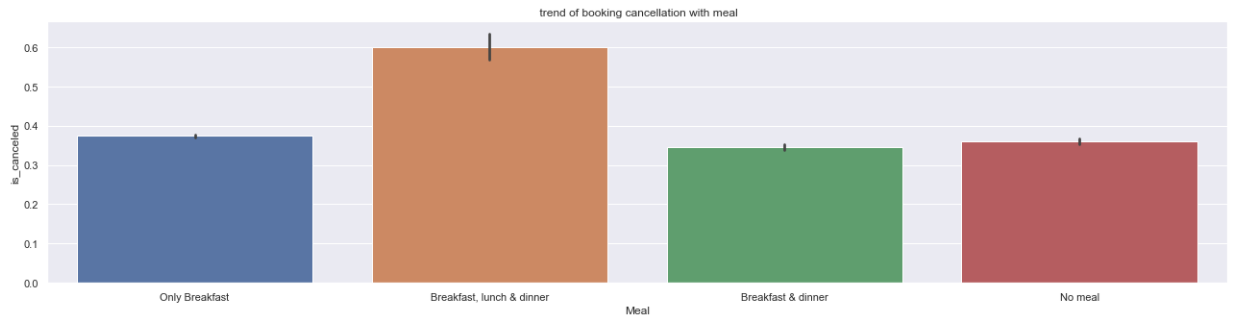 trend of booking cancellation with meal
is_canceled
0.6
0.5
0.4
0.3
0.2
0.1
0.0
Only Breakfast
Breakfast, lunch & dinner
Breakfast & dinner
No meal
Meal